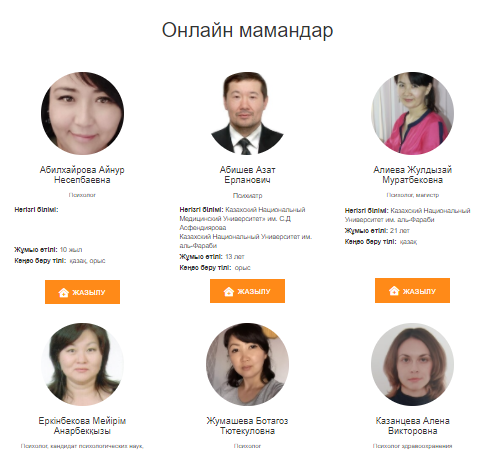 Онлайн мамандар
Абилхайрова Айнур
Несепбаевна
Психолог
Негізгі білімі:
Жұмыс өтілі: 10 жыл
Кеңес беру тілі: қазақ, орыс
ЖАЗЫЛУ
Абишев Азат
Ерланович
Психиатр
Негізгі білімі: Казахский Национальный
Медицинский Университет им. С.Д
Асфендиярова
Казахский Национальный Университет им.
аль-Фараби
Жұмыс өтілі: 13 лет
Кеңес беру тілі: орыс
ЖАЗЫЛУ
Алиева Жулдызай
Муратбековна
Психолог, магистр
Негізгі білімі: Казахский Национальный
Университет им. аль-Фараби
Жұмыс өтілі: 21 лет
Кеңес беру тілі: қазақ
ЖАЗЫЛУ
Еркінбекова Мейірім
Анарбекқызы
Психолог, кандидат психологических наук,
Жумашева Ботагоз
Тютекуловна
Психолог
Казанцева Алена
Викторовна
Психолог здравоохранения